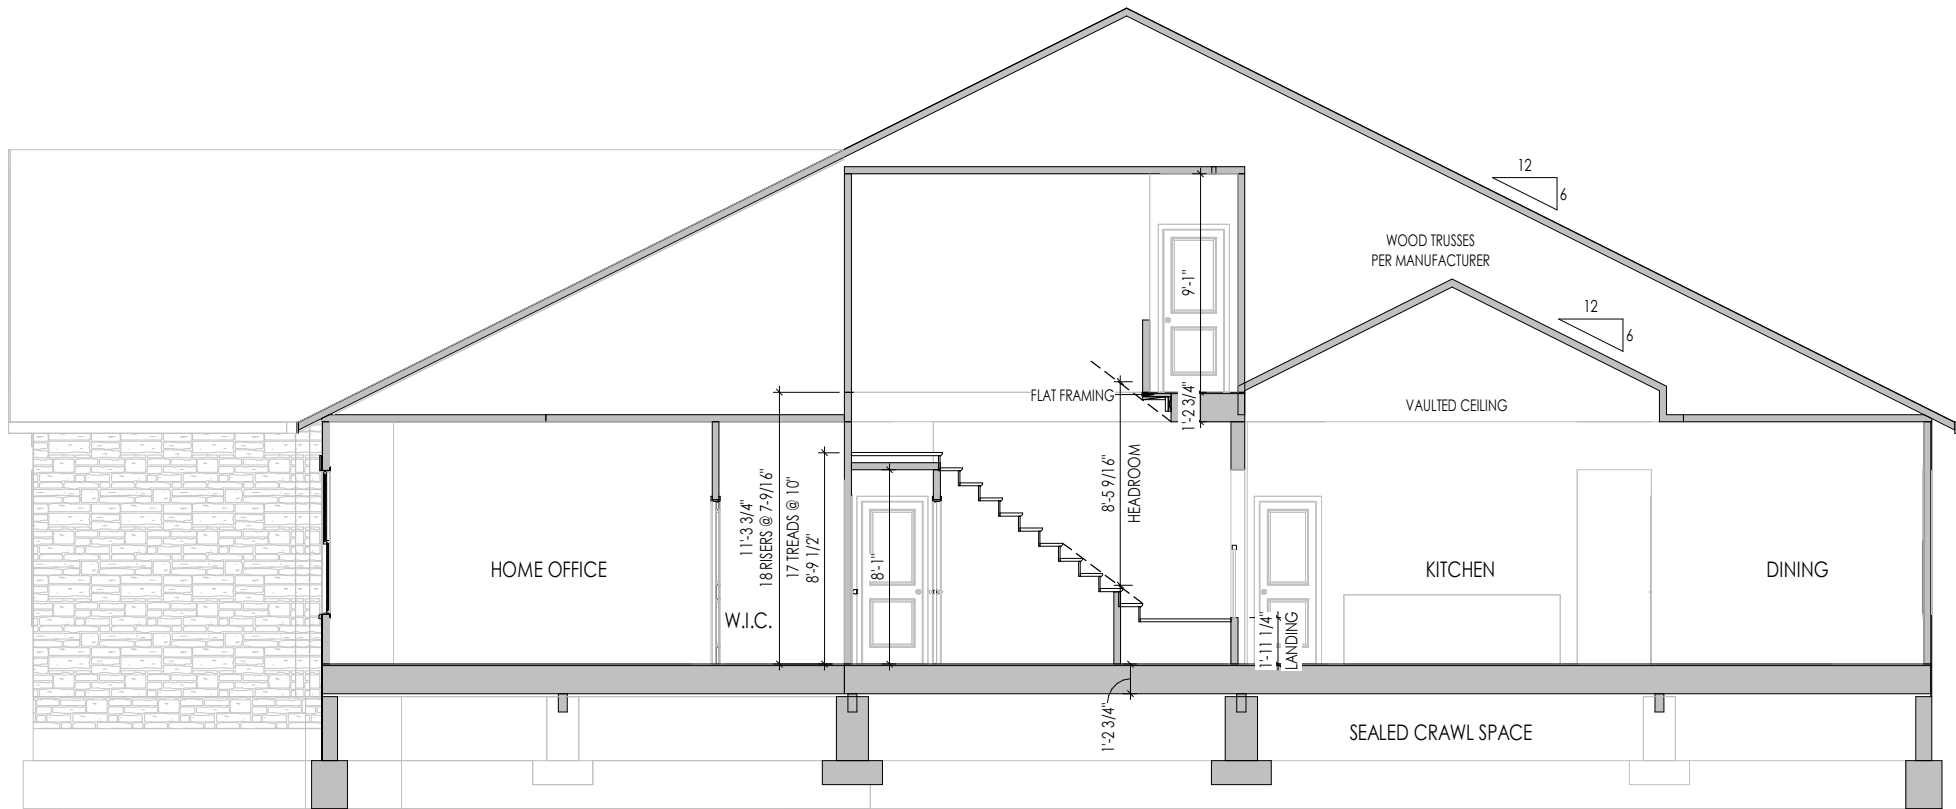 12
6
WOOD TRUSSES
PER MANUFACTURER
9'-1"
12
6
FLAT FRAMING
1'-2 3/4"
VAULTED CEILING
11'-3 3/4"
18 RISERS @ 7-9/16"
17 TREADS @ 10"
8'-9 1/2"
8'-1"
8'-5 9/16"
HEADROOM
HOME OFFICE
W.I.C.
KITCHEN
DINING
1'-11 1/4"
LANDING
1'-2 3/4"
SEALED CRAWL SPACE